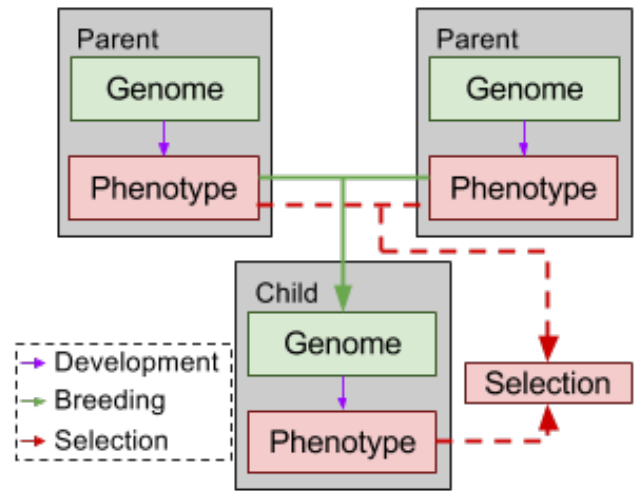 Parent
Genome
Phenotype
Parent
Genome
Phenotype
Child
Genome
Phenotype
Selection
Development
Breeding
Selection